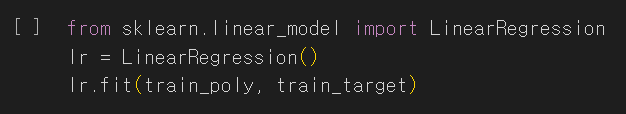 [ ] from sklearn.linear_model import LinearRegression
lr = LinearRegression()
lr.fit(train_poly, train_target)